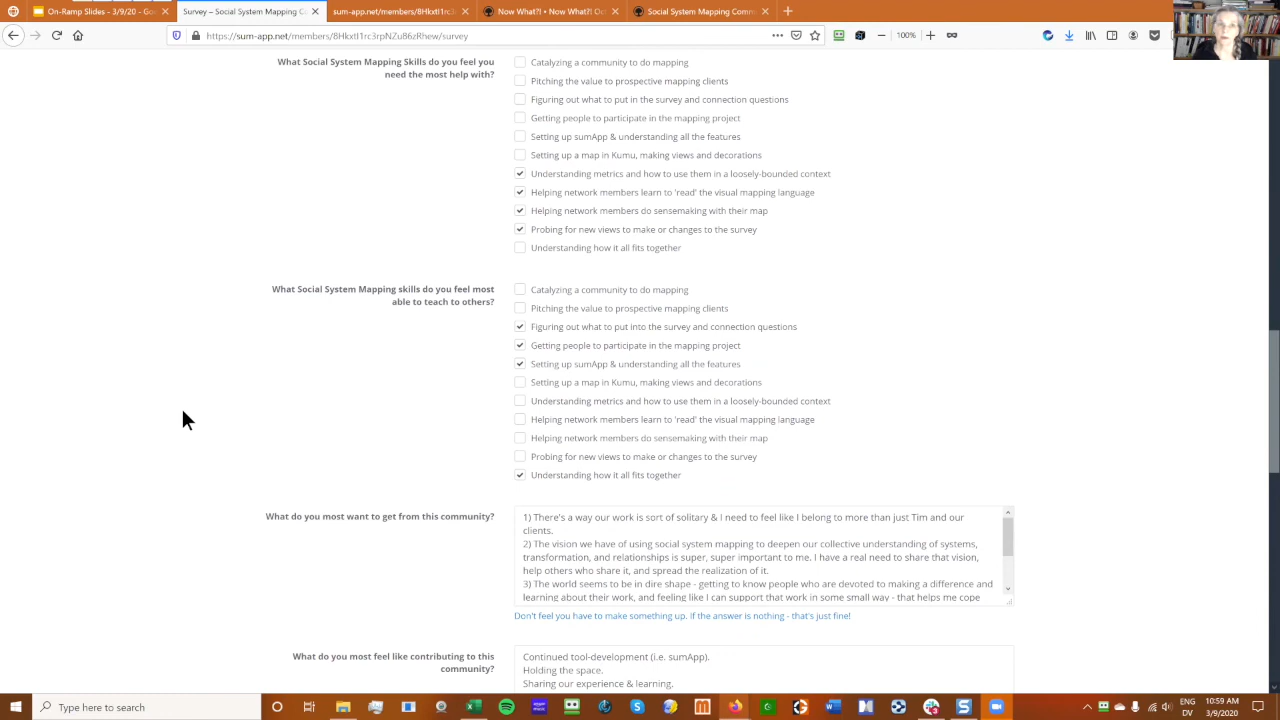 On-Ramp Slides - 3/9/20 - Goo
Survey – Social System Mapping C
sum-app.net/members/8HkxtI1rc3
Now What?! • Now What?! Oct
Social System Mapping Comm
https://sum-app.net/members/8HkxtI1rc3rpNZu86zRhew/survey
100%
What Social System Mapping Skills do you feel you
need the most help with?
Catalyzing a community to do mapping
Pitching the value to prospective mapping clients
Figuring out what to put in the survey and connection questions
Getting people to participate in the mapping project
Setting up sumApp & understanding all the features
Setting up a map in Kumu, making views and decorations
Understanding metrics and how to use them in a loosely-bounded context
Helping network members learn to 'read' the visual mapping language
Helping network members do sensemaking with their map
Probing for new views to make or changes to the survey
Understanding how it all fits together
What Social System Mapping skills do you feel most
able to teach to others?
Catalyzing a community to do mapping
Pitching the value to prospective mapping clients
Figuring out what to put into the survey and connection questions
Getting people to participate in the mapping project
Setting up sumApp & understanding all the features
Setting up a map in Kumu, making views and decorations
Understanding metrics and how to use them in a loosely-bounded context
Helping network members learn to 'read' the visual mapping language
Helping network members do sensemaking with their map
Probing for new views to make or changes to the survey
Understanding how it all fits together
What do you most want to get from this community?
1) There's a way our work is sort of solitary & I need to feel like I belong to more than just Tim and our
clients.
2) The vision we have of using social system mapping to deepen our collective understanding of systems,
transformation, and relationships is super, super important to me. I have a real need to share that vision,
help others who share it, and spread the realization of it.
3) The world seems to be in dire shape - getting to know people who are devoted to making a difference and
learning about their work, and feeling like I can support that work in some small way - that helps me cope
Don't feel you have to make something up. If the answer is nothing - that's just fine!
What do you most feel like contributing to this
community?
Continued tool-development (i.e. sumApp).
Holding the space.
Sharing our experience & learning.
Type here to search
ENG
DV
10:59 AM
3/9/2020